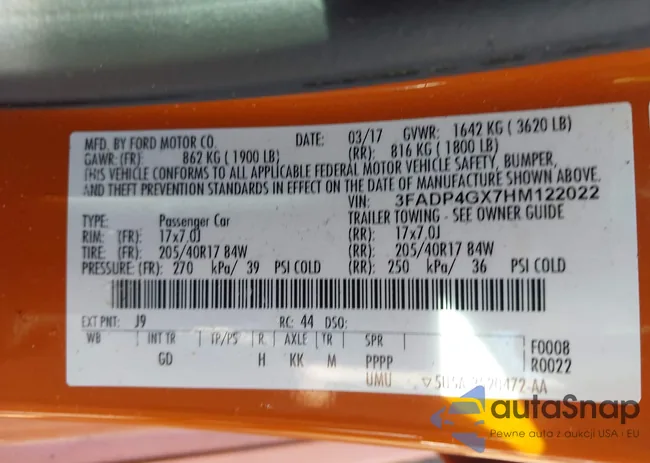 MFD. BY FORD MOTOR CO. DATE: 03/17 GVWR: 1642 KG ( 3620 LB)
GAWR: (FR): 862 KG ( 1900 LB) (RR): 816 KG ( 1800 LB)
THIS VEHICLE CONFORMS TO ALL APPLICABLE FEDERAL MOTOR VEHICLE SAFETY, BUMPER,
AND THEFT PREVENTION STANDARDS IN EFFECT ON THE DATE OF MANUFACTURE SHOWN ABOVE.
VIN: 3FADP4GX7HM122022
TYPE: Passenger Car TRAILER TOWING - SEE OWNER GUIDE
RIM: (FR): 17x7.0J (RR): 17x7.0J
TIRE: (FR): 205/40R17 84W (RR): 205/40R17 84W
PRESSURE: (FR): 270 kPa/ 39 PSI COLD (RR): 250 kPa/ 36 PSI COLD
EXT PNT: J9 RC: 44 DSO:
WB INT TR TP/PS R AXLE TR SPR F0008
GD H KK M PPPP R0022
UMU
autaSnap
Pewne auto z aukcji USA i EU